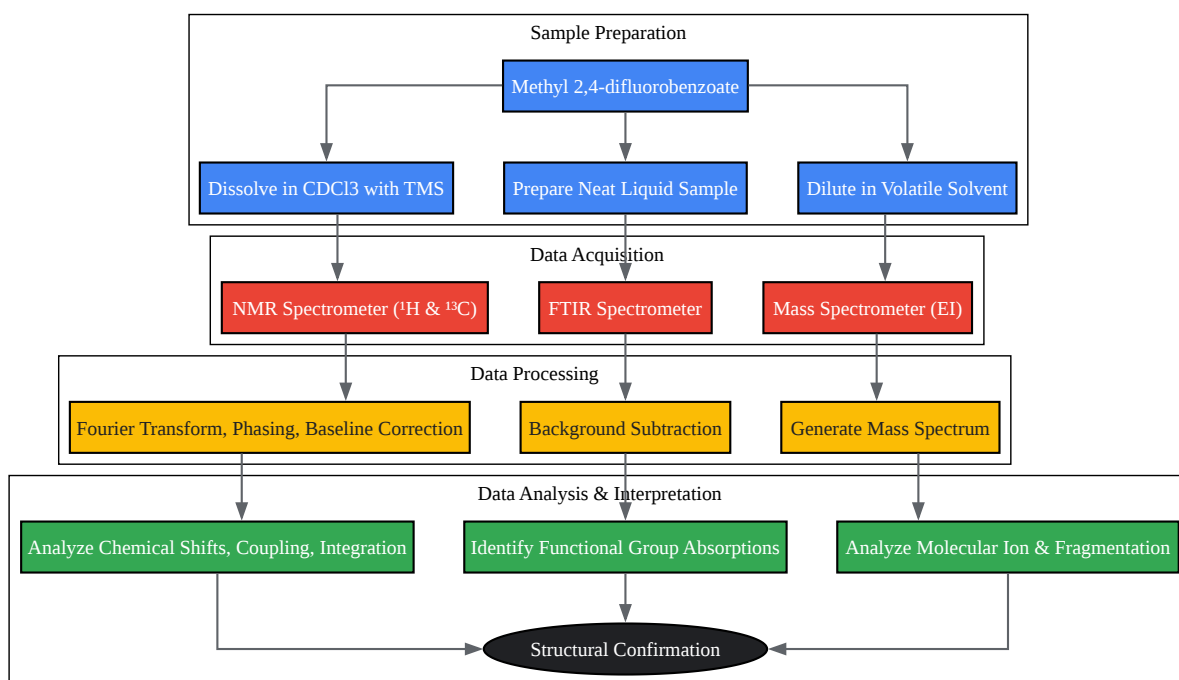 Sample Preparation
Methyl 2,4-difluorobenzoate
Dissolve in CDCl3 with TMS
Prepare Neat Liquid Sample
Dilute in Volatile Solvent
Data Acquisition
NMR Spectrometer (¹H & ¹³C)
FTIR Spectrometer
Mass Spectrometer (EI)
Data Processing
Fourier Transform, Phasing, Baseline Correction
Background Subtraction
Generate Mass Spectrum
Data Analysis & Interpretation
Analyze Chemical Shifts, Coupling, Integration
Identify Functional Group Absorptions
Analyze Molecular Ion & Fragmentation
Structural Confirmation